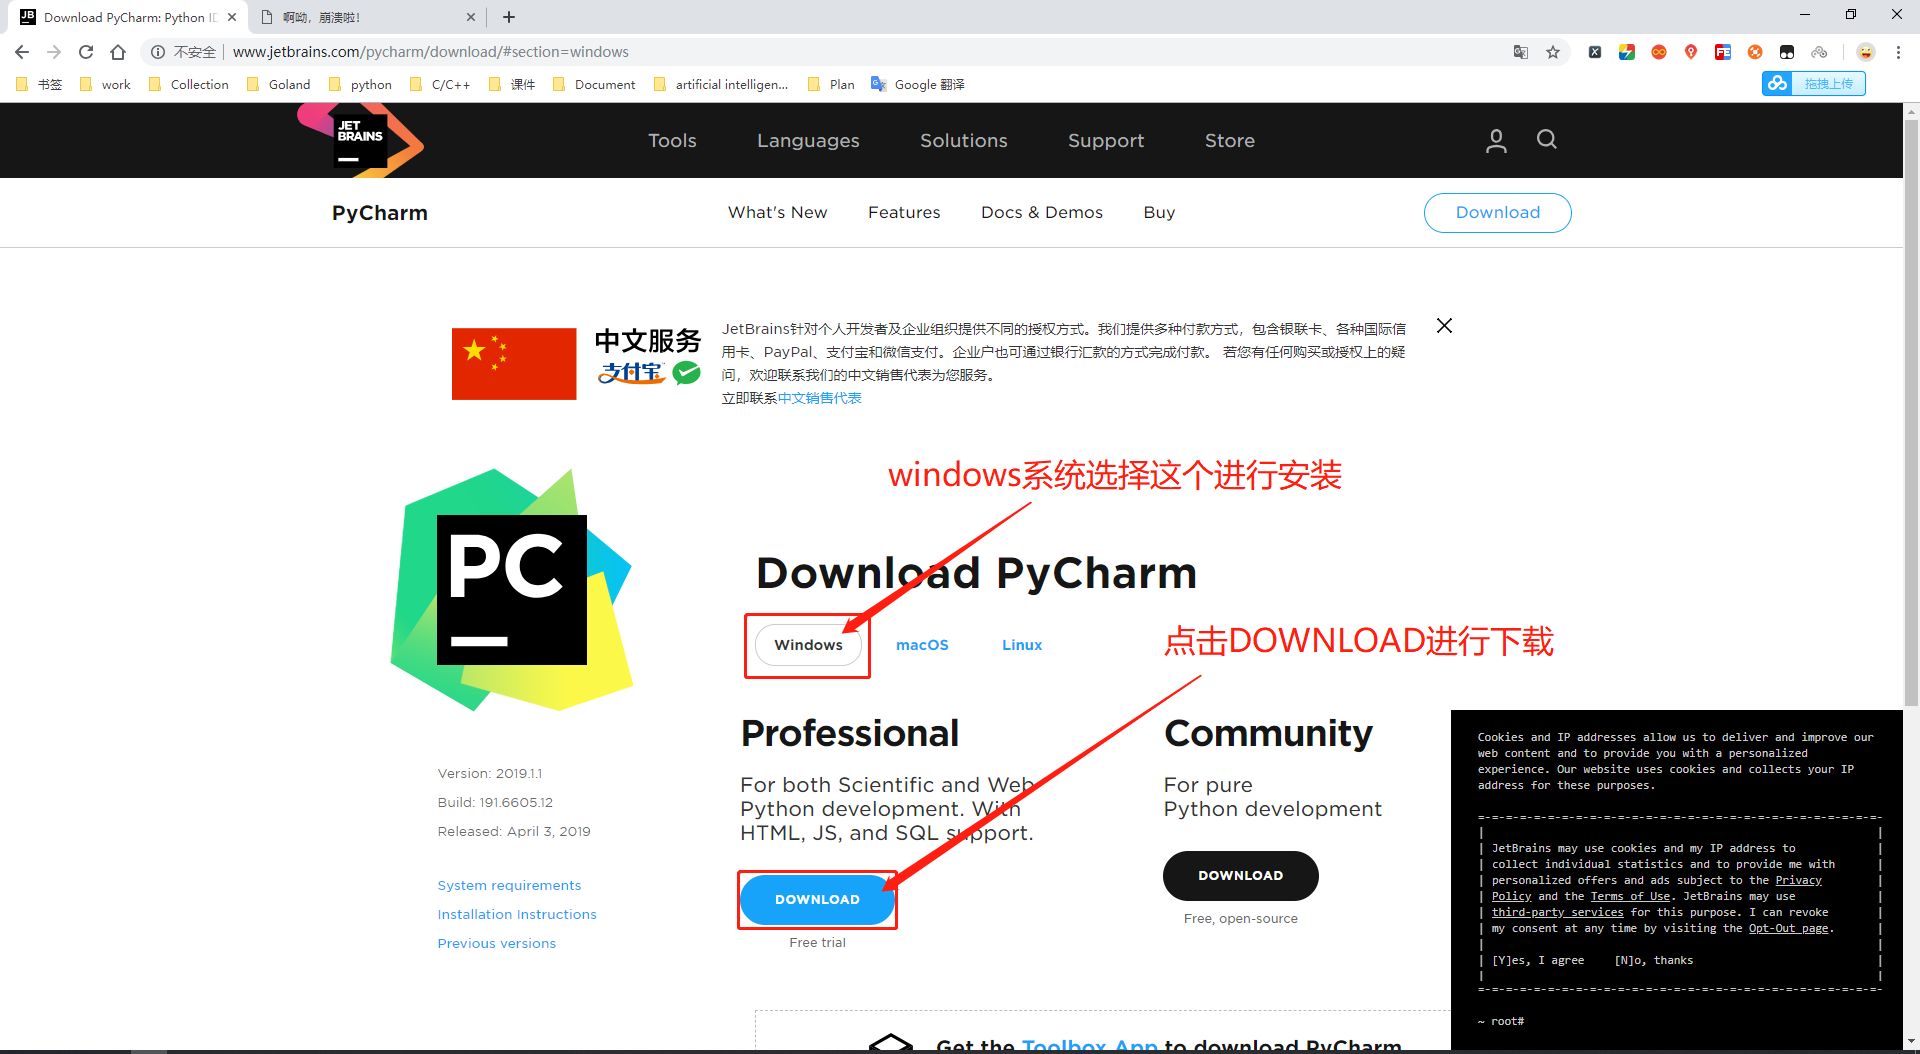 JB Download PyCharm: Python ID
啊呦，崩溃啦！
不安全 www.jetbrains.com/pycharm/download/#section=windows
书签 work Collection Goland python C/C++ 课件 Document artificial intelligen... Plan Google 翻译
拖拽上传
JET
BRAINS
Tools Languages Solutions Support Store
PyCharm What's New Features Docs & Demos Buy Download
中文服务
支付宝
JetBrains针对个人开发者及企业组织提供不同的授权方式。我们提供多种付款方式，包含银联卡、各种国际信
用卡、PayPal、支付宝和微信支付。企业户也可通过银行汇款的方式完成付款。 若您有任何购买或授权上的疑
问，欢迎联系我们的中文销售代表为您服务。
立即联系中文销售代表
windows系统选择这个进行安装
PC
Download PyCharm
Windows macOS Linux
点击DOWNLOAD进行下载
Professional
For both Scientific and Web
Python development. With
HTML, JS, and SQL support.
DOWNLOAD
Free trial
Community
For pure
Python development
DOWNLOAD
Free, open-source
Version: 2019.1.1
Build: 191.6605.12
Released: April 3, 2019
System requirements
Installation Instructions
Previous versions
Cookies and IP addresses allow us to deliver and improve our
web content and to provide you with a personalized
experience. Our website uses cookies and collects your IP
address for these purposes.
JetBrains may use cookies and my IP address to
collect individual statistics and to provide me with
personalized offers and ads subject to the Privacy
Policy and the Terms of Use. JetBrains may use
third-party services for this purpose. I can revoke
my consent at any time by visiting the Opt-Out page.
[Y]es, I agree [N]o, thanks
~ root#
Get the Toolbox App to download PyCharm